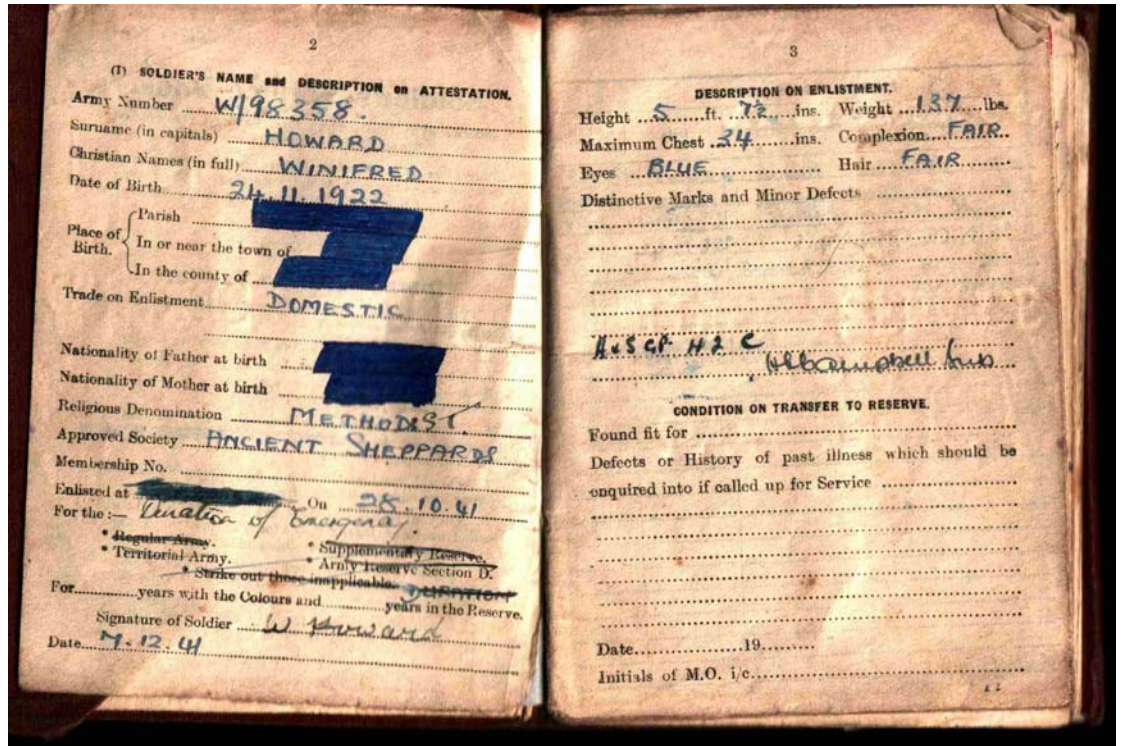 2
(I) SOLDIER'S NAME and DESCRIPTION on ATTESTATION.
Army Number W/98358.
Surname (in capitals) HOWARD
Christian Names (in full) WINIFRED
Date of Birth 24.11.1922
Place of Birth.
Parish
In or near the town of
In the county of
Trade on Enlistment DOMESTIC
Nationality of Father at birth
Nationality of Mother at birth
Religious Denomination METHODIST.
Approved Society ANCIENT SHEPPARDS
Membership No.
Enlisted at On 28.10.41
For the :— Duration of Emergency.
* Regular Army. * Supplementary Reserve.
* Territorial Army. * Army Reserve Section D.
* Strike out those inapplicable. DURATION
For..........years with the Colours and..........years in the Reserve.
Signature of Soldier W Howard
Date 7.12.41
3
DESCRIPTION ON ENLISTMENT.
Height 5 ft. 7½ ins. Weight 137 lbs.
Maximum Chest 34 ins. Complexion FAIR
Eyes BLUE Hair FAIR
Distinctive Marks and Minor Defects
CONDITION ON TRANSFER TO RESERVE.
Found fit for
Defects or History of past illness which should be
enquired into if called up for Service
Date..........19..........
Initials of M.O. i/c